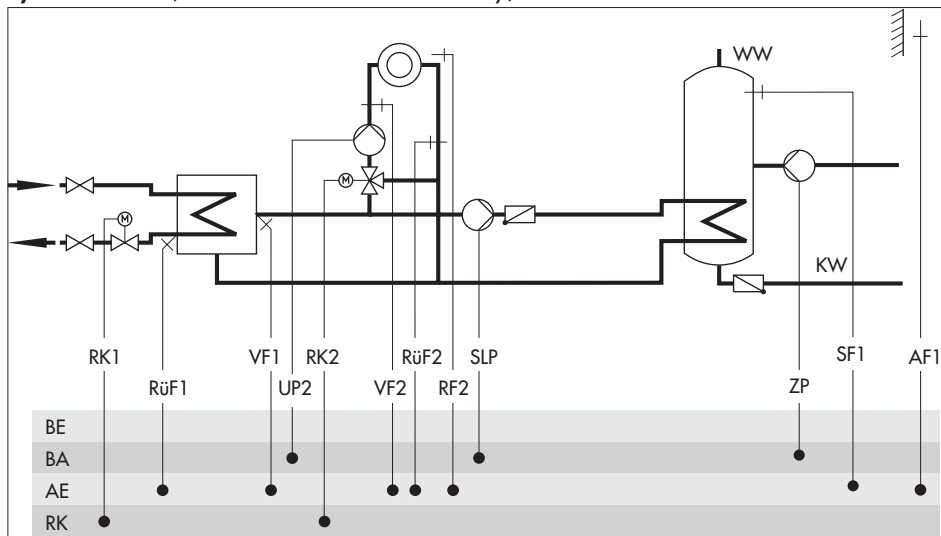 WW
M
M
KW
RK1
VF1
RK2
RüF2
SLP
SF1
AF1
RüF1
UP2
VF2
RF2
ZP
BE
BA
AE
RK